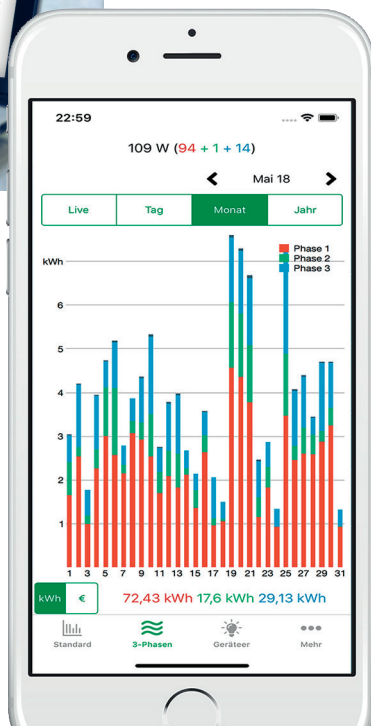 22:59
109 W (94 + 1 + 14)
Mai 18
Live Tag Monat Jahr
Phase 1
Phase 2
Phase 3
kWh
6
5
4
3
2
1
1 3 5 7 9 11 13 15 17 19 21 23 25 27 29 31
kWh € 72,43 kWh 17,6 kWh 29,13 kWh
Standard 3-Phasen Geräteer Mehr